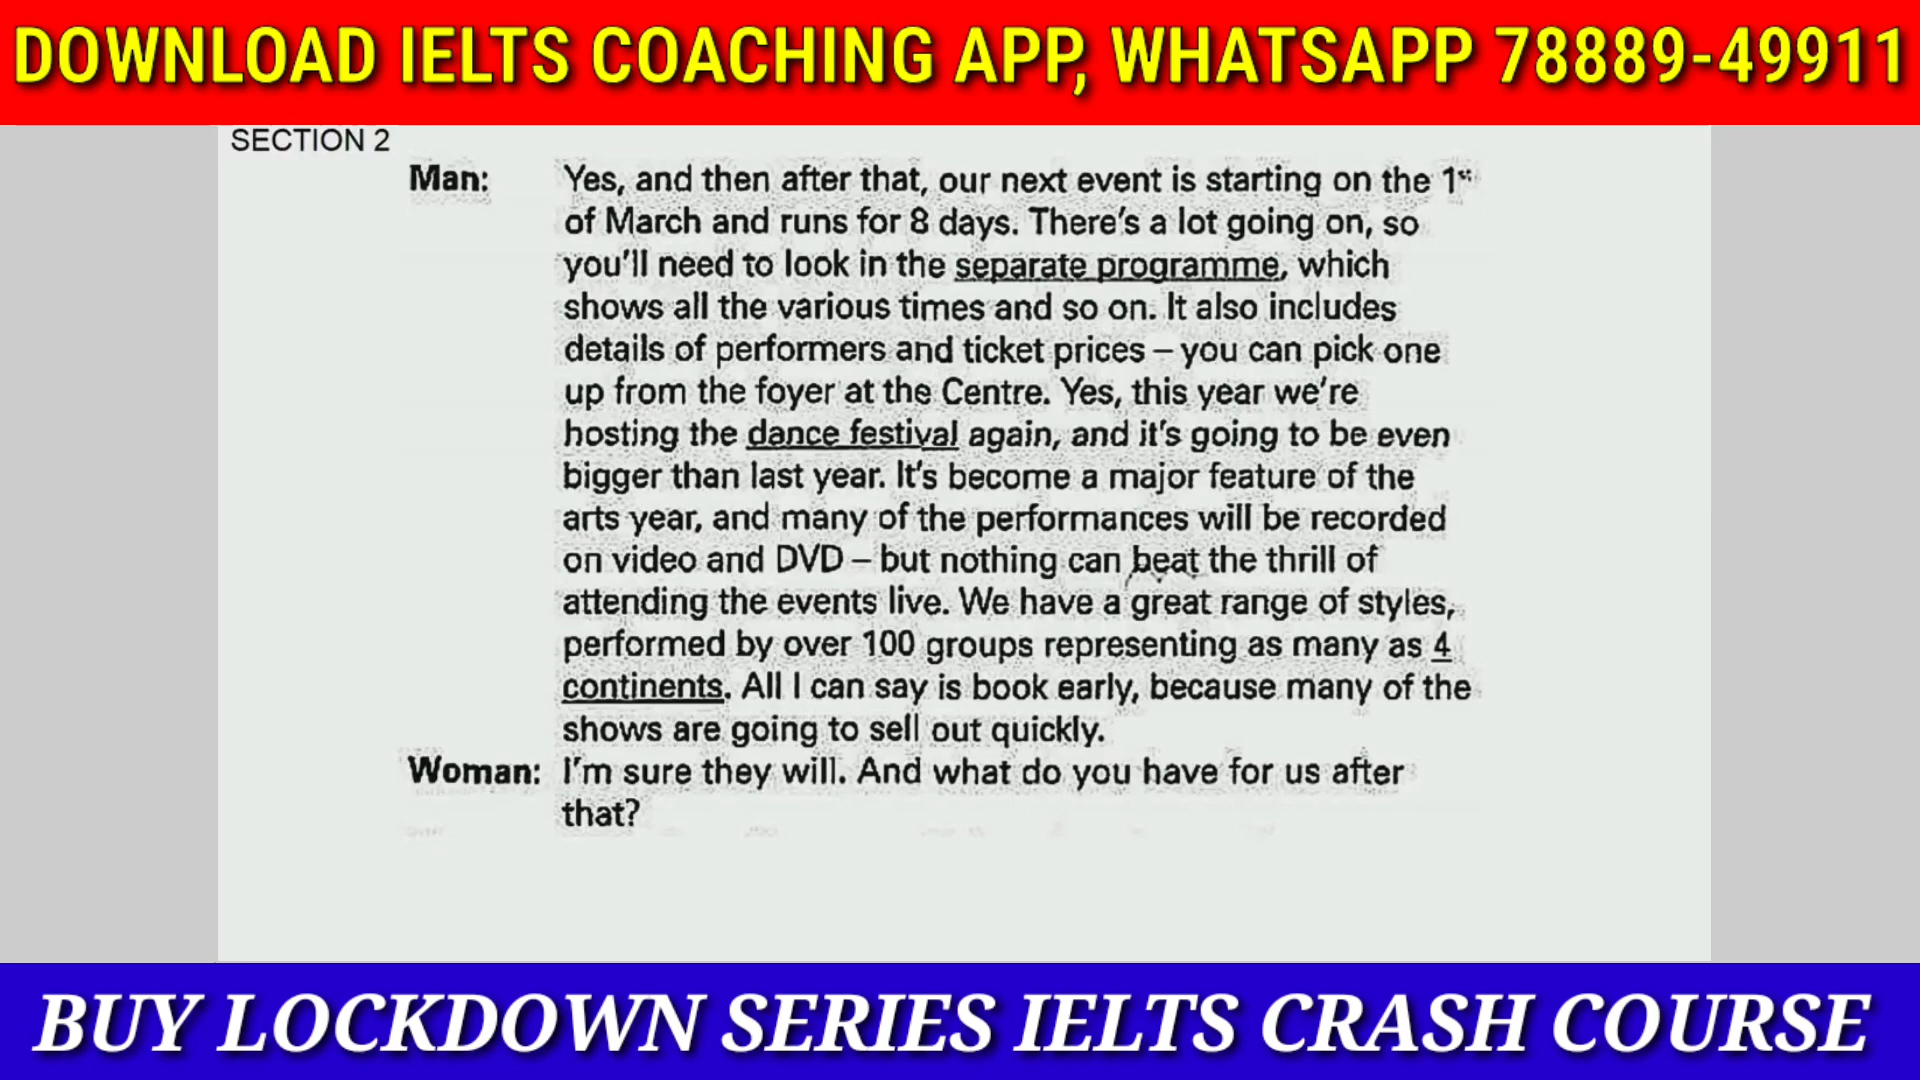 DOWNLOAD IELTS COACHING APP, WHATSAPP 78889-49911
SECTION 2
Man: Yes, and then after that, our next event is starting on the 1st
of March and runs for 8 days. There's a lot going on, so
you'll need to look in the separate programme, which
shows all the various times and so on. It also includes
details of performers and ticket prices – you can pick one
up from the foyer at the Centre. Yes, this year we're
hosting the dance festival again, and it's going to be even
bigger than last year. It's become a major feature of the
arts year, and many of the performances will be recorded
on video and DVD – but nothing can beat the thrill of
attending the events live. We have a great range of styles,
performed by over 100 groups representing as many as 4
continents. All I can say is book early, because many of the
shows are going to sell out quickly.
Woman: I'm sure they will. And what do you have for us after
that?
BUY LOCKDOWN SERIES IELTS CRASH COURSE